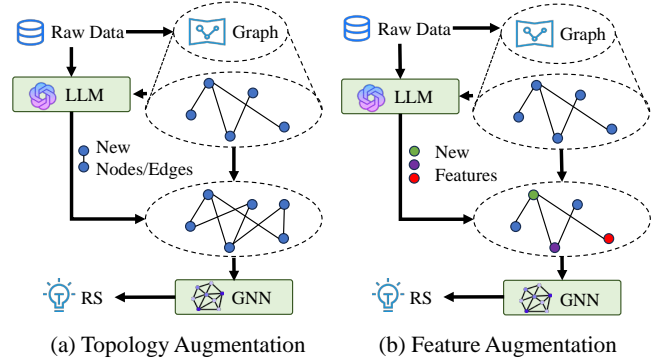 Raw Data
Graph
LLM
New
Nodes/Edges
GNN
RS
(a) Topology Augmentation
Raw Data
Graph
LLM
New
Features
GNN
RS
(b) Feature Augmentation